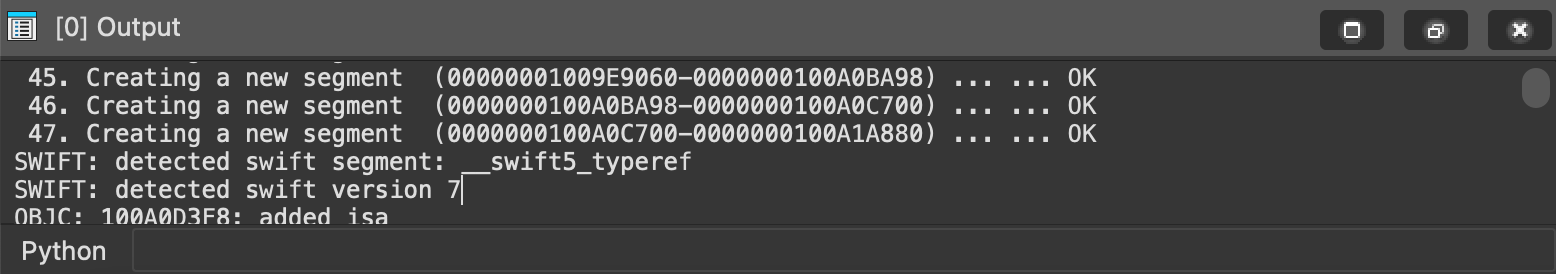 [0] Output
45. Creating a new segment  (00000001009E9060-0000000100A0BA98) ... ... OK
46. Creating a new segment  (0000000100A0BA98-0000000100A0C700) ... ... OK
47. Creating a new segment  (0000000100A0C700-0000000100A1A880) ... ... OK
SWIFT: detected swift segment: __swift5_typeref
SWIFT: detected swift version 7
OBJC: 100A0D3F8: added isa
Python